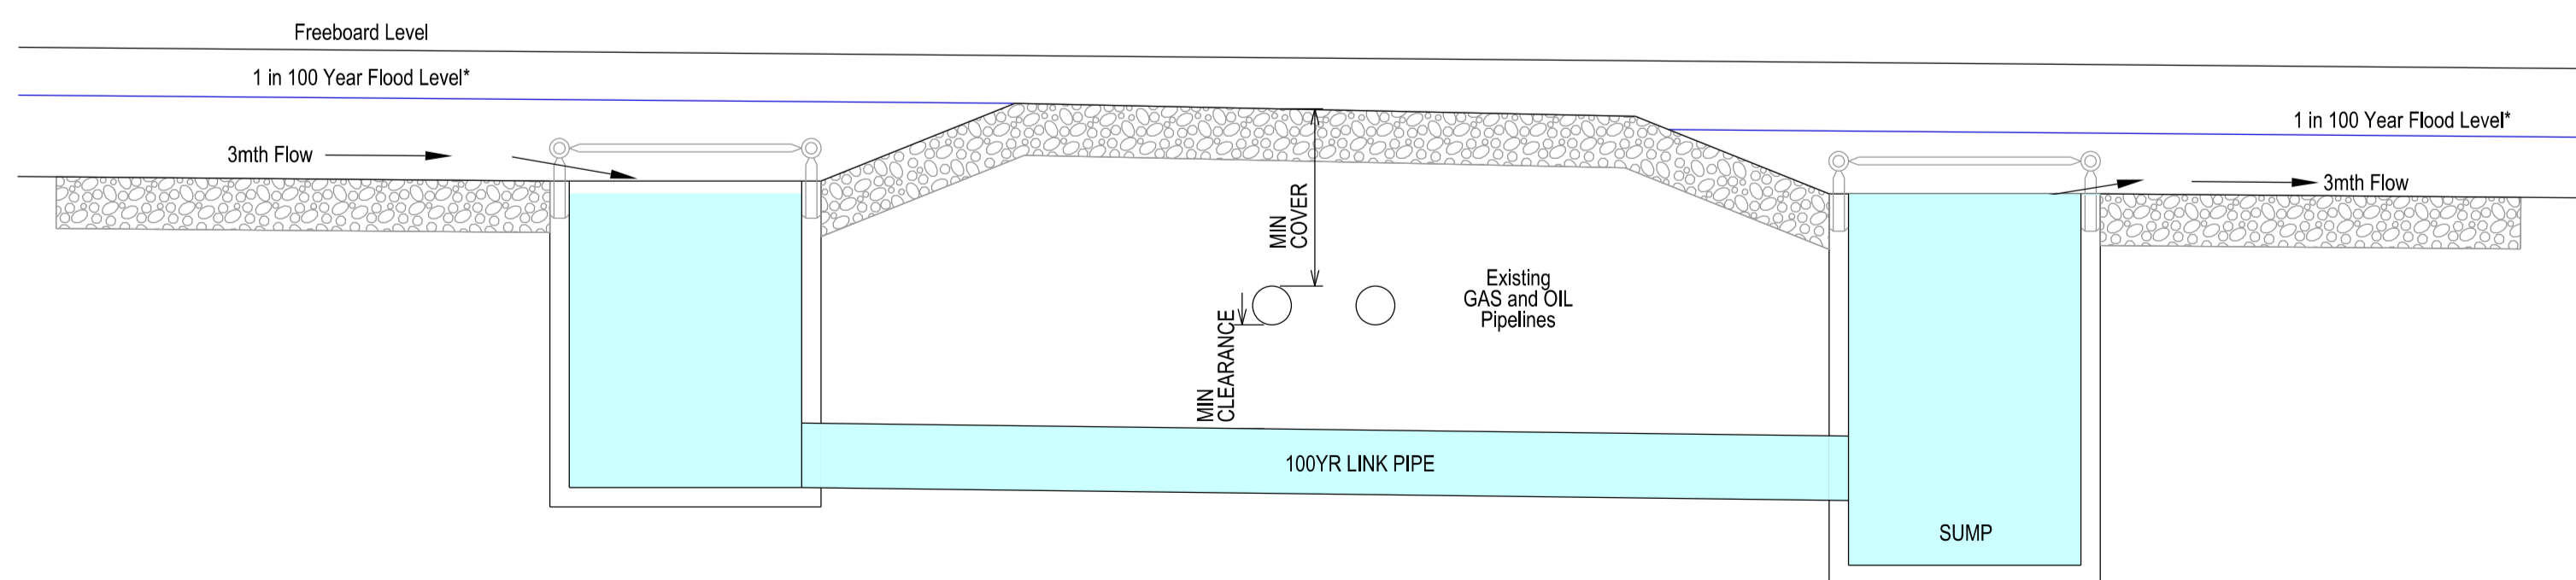 Freeboard Level
1 in 100 Year Flood Level*
1 in 100 Year Flood Level*
3mth Flow
3mth Flow
MIN
COVER
Existing
GAS and OIL
Pipelines
MIN
CLEARANCE
100YR LINK PIPE
SUMP